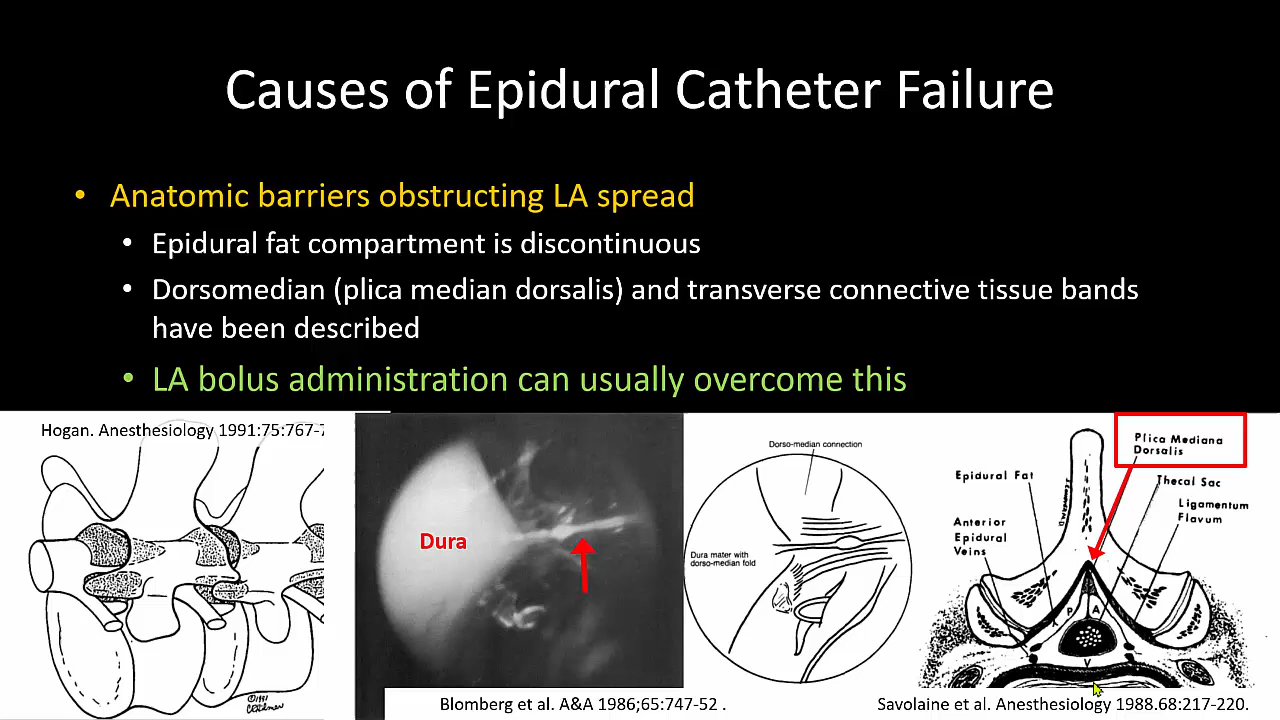 Causes of Epidural Catheter Failure
• Anatomic barriers obstructing LA spread
• Epidural fat compartment is discontinuous
• Dorsomedian (plica median dorsalis) and transverse connective tissue bands
have been described
• LA bolus administration can usually overcome this
Hogan. Anesthesiology 1991:75:767-7
©1991
Dura
Dorso-median connection
Dura mater with
dorso-median fold
Blomberg et al. A&A 1986;65:747-52 .
Plica Mediana
Dorsalis
Epidural Fat
Thecal Sac
Ligamentum
Flavum
Anterior
Epidural
Veins
P
A
V
Savolaine et al. Anesthesiology 1988.68:217-220.